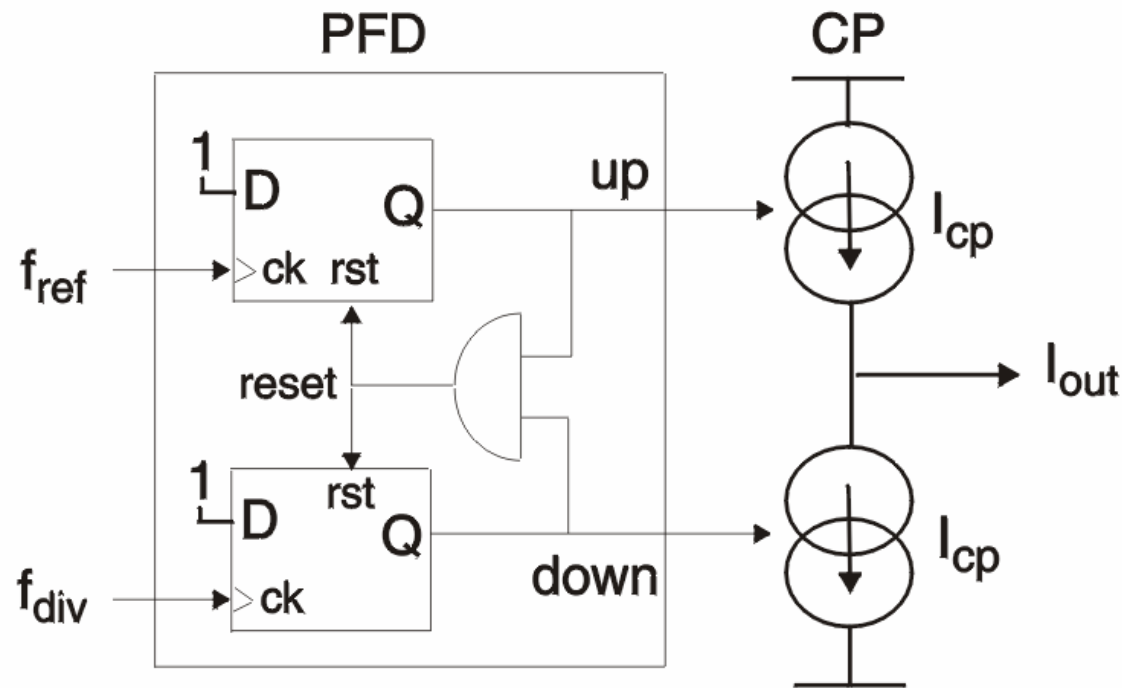 PFD
CP
1
D
Q
up
I_cp
f_ref
ck rst
reset
I_out
1
D
rst
Q
I_cp
down
f_div
ck